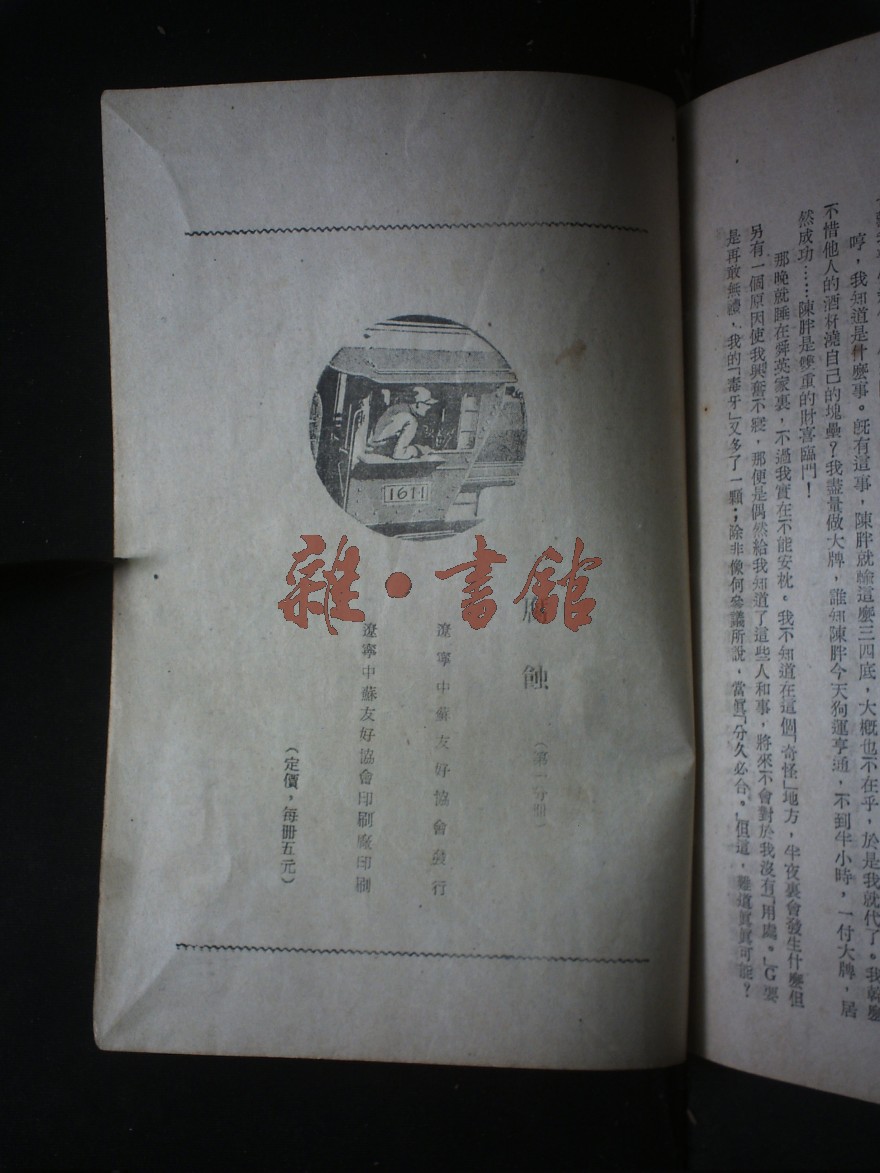 哼，我知道是什麼事。旣有這事，陳胖就輸這麼三四底，大概也不在乎，於是我就代了。我幹麼
不惜他人的酒杯澆自己的塊壘？我盡量做大牌，誰知陳胖今天狗運亨通，不到半小時，一付大牌，居
然成功……陳胖是雙重的財喜臨門！
那晚就睡在舜英家裏，不過我實在不能安枕。我不知道在這個「奇怪」地方，半夜裏會發生什麼但
另有一個原因使我興奮不寢，那便是偶然給我知道了這些人和事，將來不會對於我沒有「用處。」G要
是再敢無禮，我的「毒牙」又多了一顆；除非像何參議所說，當眞「分久必合。」但這，難道眞眞可能？
1611
雜·書館
腐蝕
（第一分冊）
遼寧中蘇友好協會發行
遼寧中蘇友好協會印刷廠印刷
（定價，每冊五元）